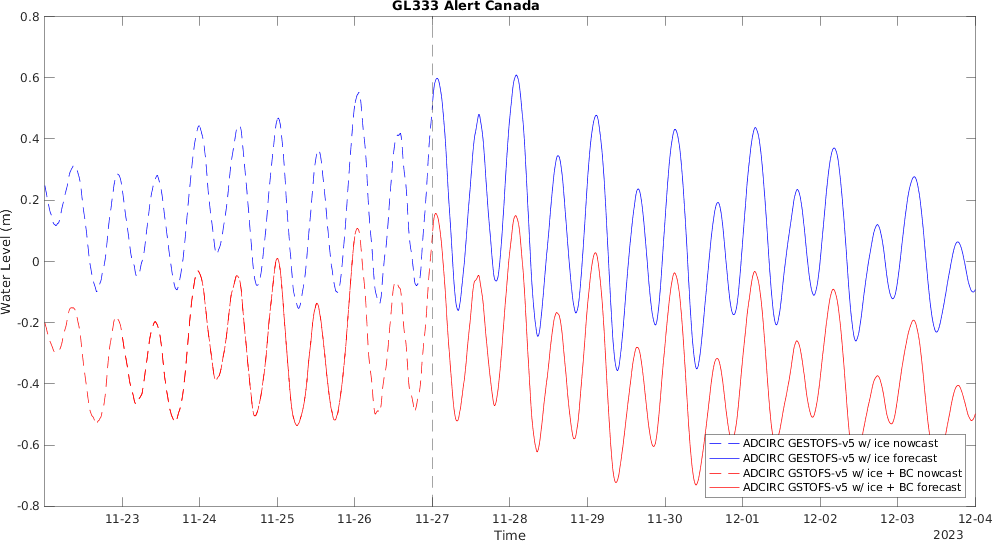 GL333 Alert Canada
0.8
0.6
0.4
0.2
0
-0.2
-0.4
-0.6
-0.8
Water Level (m)
ADCIRC GESTOFS-v5 w/ ice nowcast
ADCIRC GESTOFS-v5 w/ ice forecast
ADCIRC GSTOFS-v5 w/ ice + BC nowcast
ADCIRC GSTOFS-v5 w/ ice + BC forecast
11-23 11-24 11-25 11-26 11-27 11-28 11-29 11-30 12-01 12-02 12-03 12-04
Time
2023